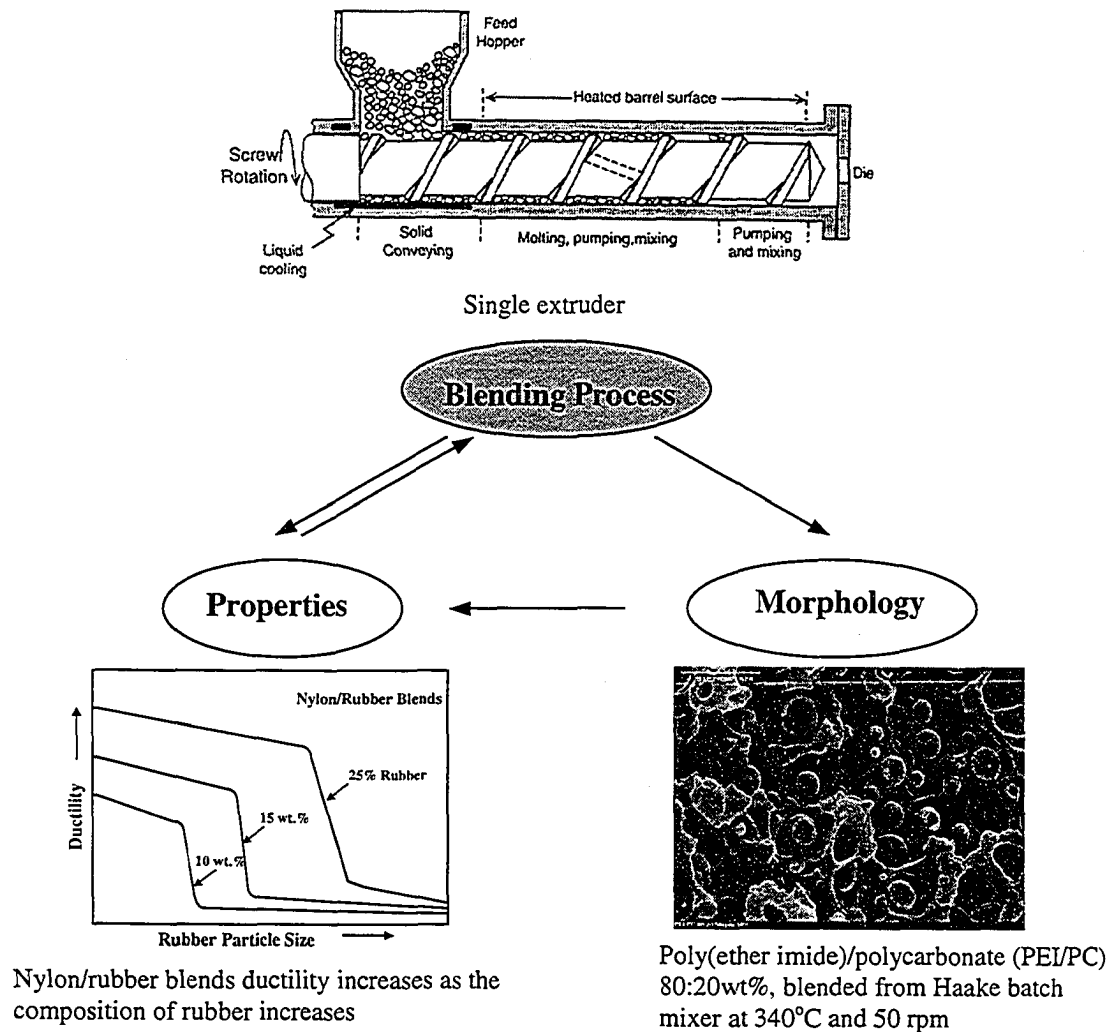 Feed
Hopper
Heated barrel surface
Screw
Rotation
Die
Liquid
cooling
Solid
Conveying
Melting, pumping,mixing
Pumping
and mixing
Single extruder
Blending Process
Properties
Morphology
Nylon/Rubber Blends
25% Rubber
15 wt.%
10 wt.%
Ductility
Rubber Particle Size
Nylon/rubber blends ductility increases as the
composition of rubber increases
Poly(ether imide)/polycarbonate (PEI/PC)
80:20wt%, blended from Haake batch
mixer at 340°C and 50 rpm